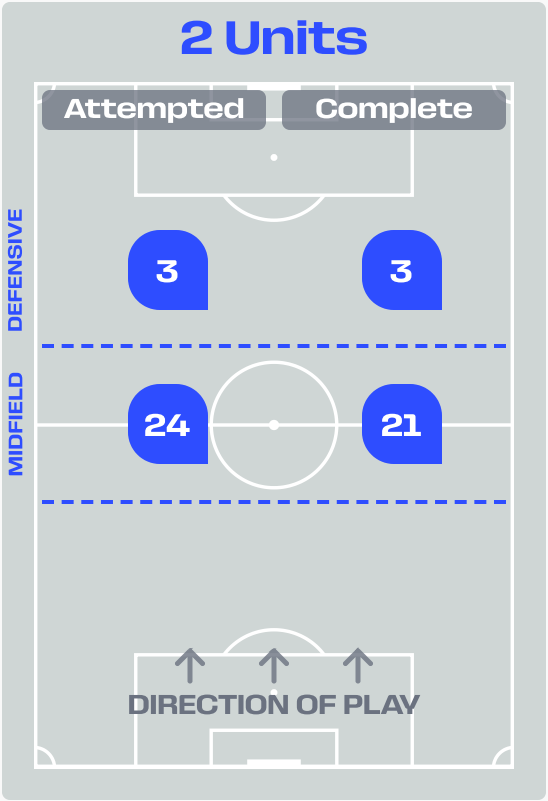 2 Units
Attempted Complete
DEFENSIVE
3 3
MIDFIELD
24 21
DIRECTION OF PLAY